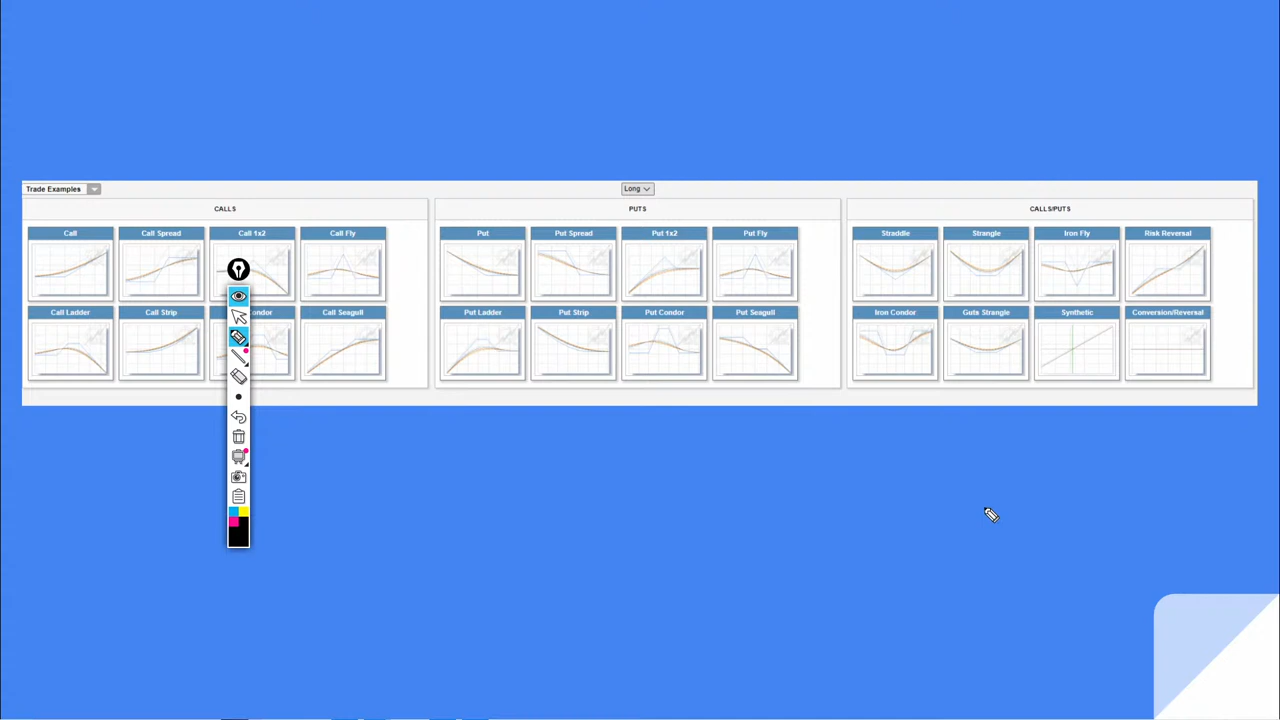 Trade Examples
Long
CALLS
PUTS
CALLS/PUTS
Call
Call Spread
Call 1x2
Call Fly
Put
Put Spread
Put 1x2
Put Fly
Straddle
Strangle
Iron Fly
Risk Reversal
Call Ladder
Call Strip
ondor
Call Seagull
Put Ladder
Put Strip
Put Condor
Put Seagull
Iron Condor
Guts Strangle
Synthetic
Conversion/Reversal